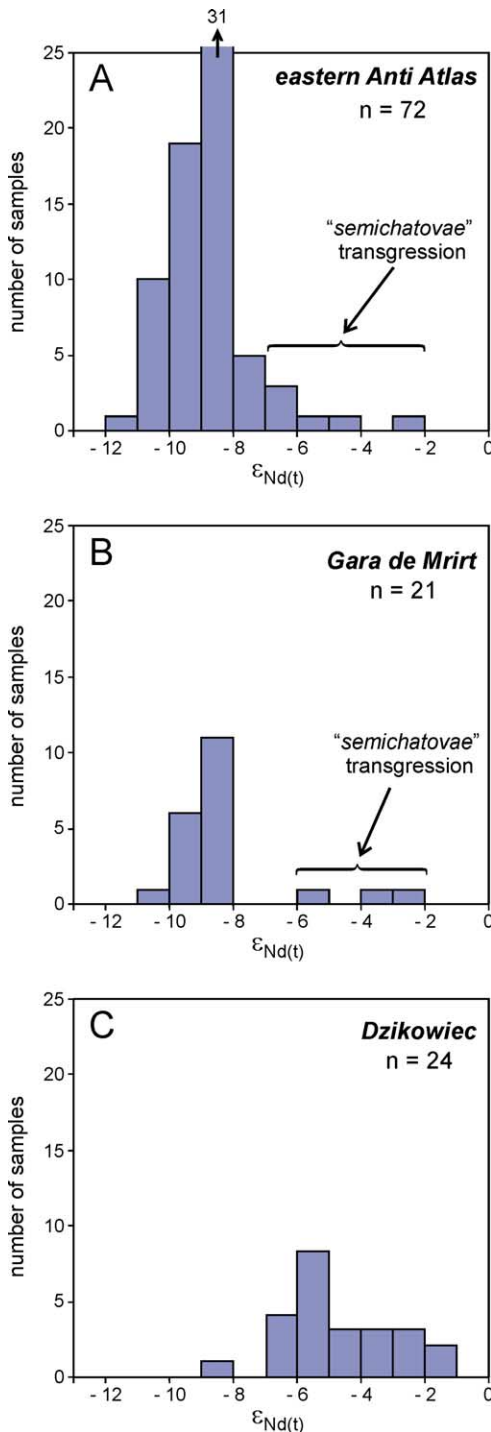 31
25
A
eastern Anti Atlas
n = 72
20
number of samples
15
“semichatovae”
transgression
10
5
0
- 12 - 10 - 8 - 6 - 4 - 2 0
εNd(t)
25
B
Gara de Mrirt
n = 21
20
number of samples
15
“semichatovae”
transgression
10
5
0
- 12 - 10 - 8 - 6 - 4 - 2 0
εNd(t)
25
C
Dzikowiec
n = 24
20
number of samples
15
10
5
0
- 12 - 10 - 8 - 6 - 4 - 2 0
εNd(t)